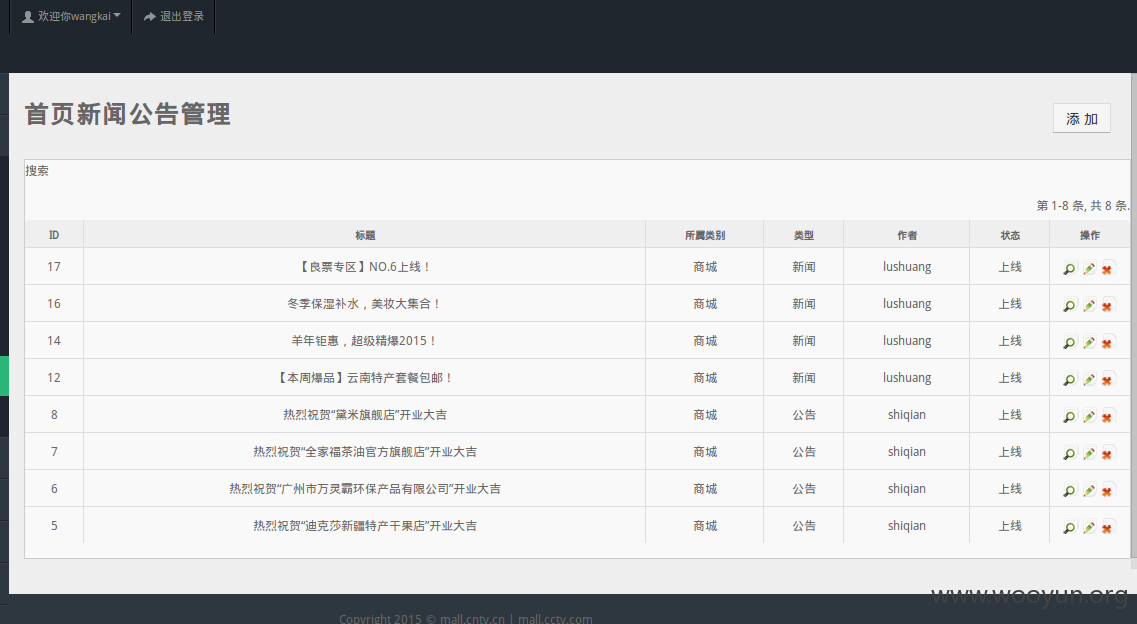 欢迎你wangkai 退出登录
首页新闻公告管理
添 加
搜索
第 1-8 条, 共 8 条.
ID 标题 所属类别 类型 作者 状态 操作
17 【良票专区】NO.6上线！ 商城 新闻 lushuang 上线
16 冬季保湿补水，美妆大集合！ 商城 新闻 lushuang 上线
14 羊年钜惠，超级精爆2015！ 商城 新闻 lushuang 上线
12 【本周爆品】云南特产套餐包邮！ 商城 新闻 lushuang 上线
8 热烈祝贺“黛米旗舰店”开业大吉 商城 公告 shiqian 上线
7 热烈祝贺“全家福茶油官方旗舰店”开业大吉 商城 公告 shiqian 上线
6 热烈祝贺“广州市万灵霸环保产品有限公司”开业大吉 商城 公告 shiqian 上线
5 热烈祝贺“迪克莎新疆特产干果店”开业大吉 商城 公告 shiqian 上线
www.wooyun.org
Copyright 2015 © mall.cntv.cn | mall.cctv.com